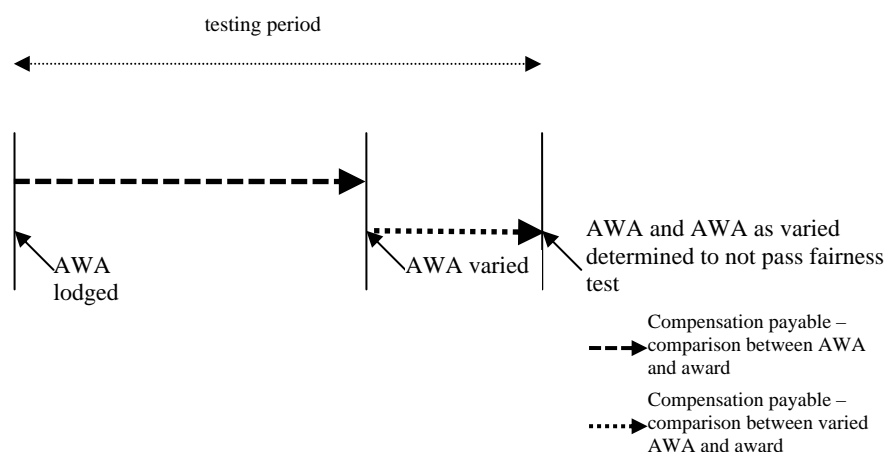 testing period
AWA
lodged
AWA varied
AWA and AWA as varied
determined to not pass fairness
test
Compensation payable –
comparison between AWA
and award
Compensation payable –
comparison between varied
AWA and award